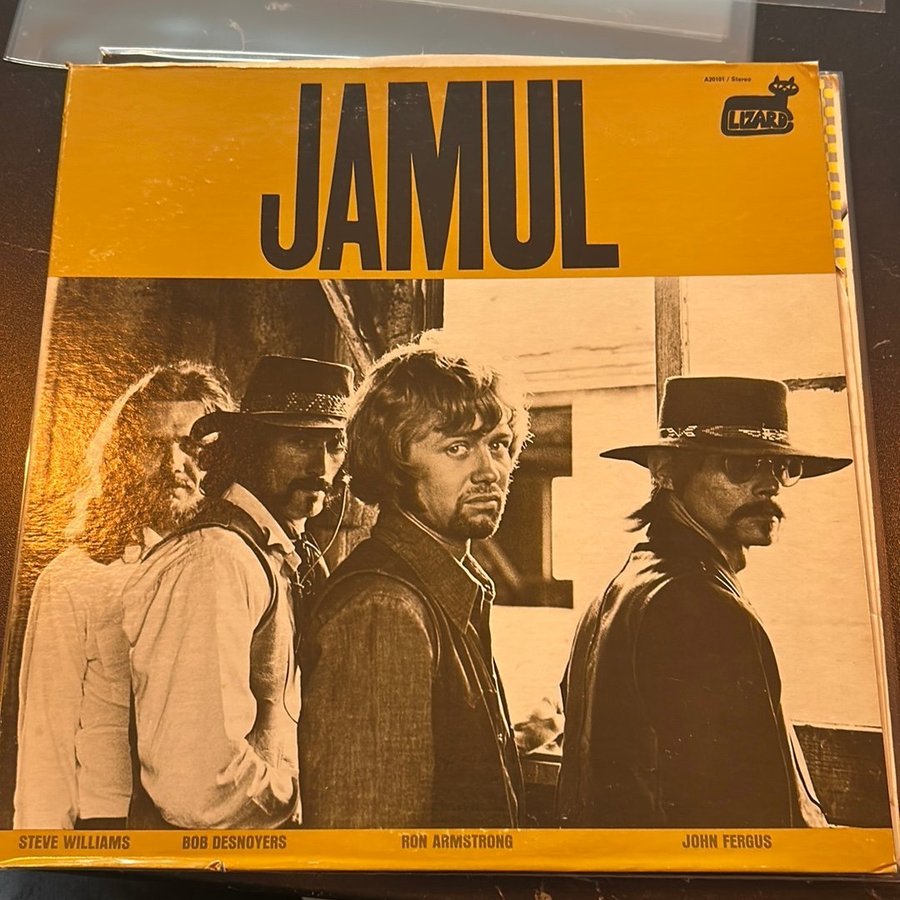 JAMUL
A20101 / Stereo
LIZARD
STEVE WILLIAMS
BOB DESNOYERS
RON ARMSTRONG
JOHN FERGUS